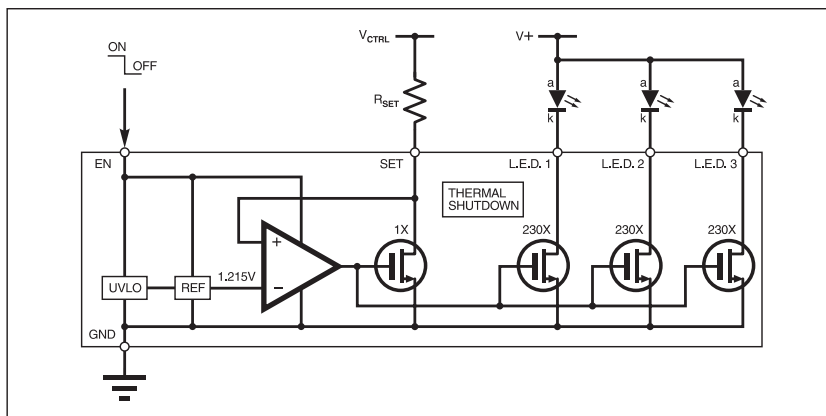 ON
OFF
VCTRL
V+
RSET
a
a
a
k
k
k
EN
SET
L.E.D. 1
L.E.D. 2
L.E.D. 3
THERMAL
SHUTDOWN
1X
230X
230X
230X
+
−
UVLO
REF
1.215V
GND